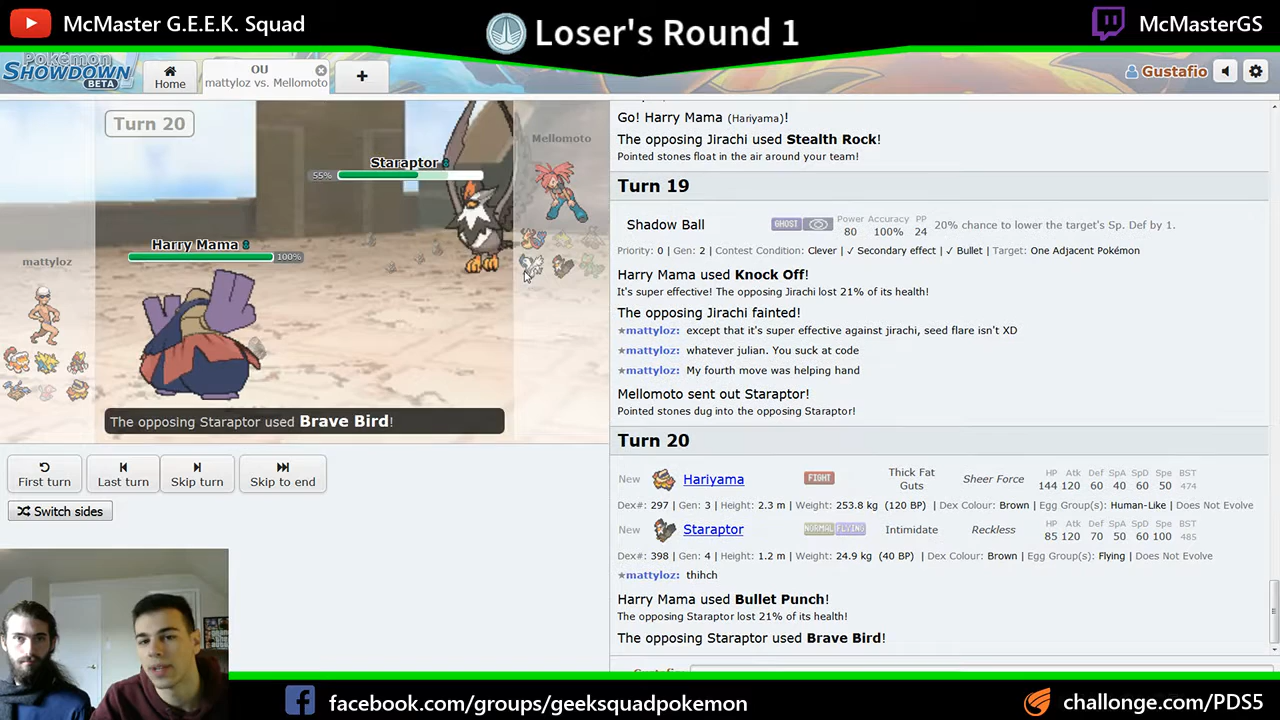 McMaster G.E.E.K. Squad
Loser's Round 1
McMasterGS
Pokémon
SHOWDOWN
BETA
Home
OU
mattyloz vs. Mellomoto
+
Gustafio
Turn 20
Staraptor
55%
Mellomoto
Harry Mama
100%
mattyloz
The opposing Staraptor used Brave Bird!
First turn
Last turn
Skip turn
Skip to end
Switch sides
Go! Harry Mama (Hariyama)!
The opposing Jirachi used Stealth Rock!
Pointed stones float in the air around your team!
Turn 19
Shadow Ball GHOST Power 80 Accuracy 100% PP 24 20% chance to lower the target's Sp. Def by 1.
Priority: 0 | Gen: 2 | Contest Condition: Clever | ✓ Secondary effect | ✓ Bullet | Target: One Adjacent Pokémon
Harry Mama used Knock Off!
It's super effective! The opposing Jirachi lost 21% of its health!
The opposing Jirachi fainted!
★mattyloz: except that it's super effective against jirachi, seed flare isn't XD
★mattyloz: whatever julian. You suck at code
★mattyloz: My fourth move was helping hand
Mellomoto sent out Staraptor!
Pointed stones dug into the opposing Staraptor!
Turn 20
New Hariyama FIGHT Thick Fat Guts Sheer Force HP 144 Atk 120 Def 60 SpA 40 SpD 60 Spe 50 BST 474
Dex#: 297 | Gen: 3 | Height: 2.3 m | Weight: 253.8 kg (120 BP) | Dex Colour: Brown | Egg Group(s): Human-Like | Does Not Evolve
New Staraptor NORMAL FLYING Intimidate Reckless HP 85 Atk 120 Def 70 SpA 50 SpD 60 Spe 100 BST 485
Dex#: 398 | Gen: 4 | Height: 1.2 m | Weight: 24.9 kg (40 BP) | Dex Colour: Brown | Egg Group(s): Flying | Does Not Evolve
★mattyloz: thihch
Harry Mama used Bullet Punch!
The opposing Staraptor lost 21% of its health!
The opposing Staraptor used Brave Bird!
facebook.com/groups/geeksquadpokemon
challonge.com/PDS5